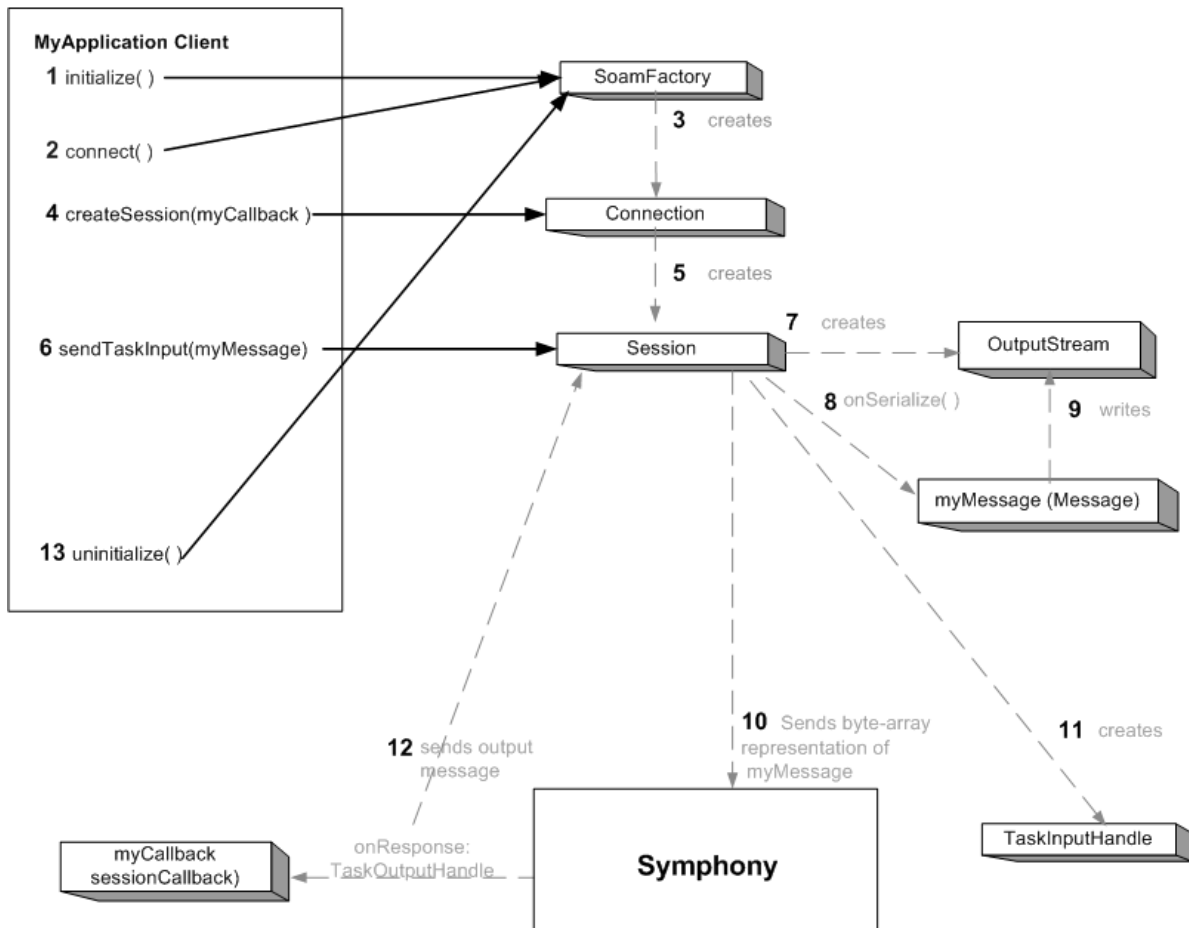 MyApplication Client
1 initialize( )
SoamFactory
3 creates
2 connect( )
4 createSession(myCallback )
Connection
5 creates
6 sendTaskInput(myMessage)
Session
7 creates
OutputStream
8 onSerialize( )
9 writes
myMessage (Message)
13 uninitialize( )
12 sends output
message
10 Sends byte-array
representation of
myMessage
11 creates
TaskInputHandle
onResponse:
TaskOutputHandle
myCallback
sessionCallback)
Symphony